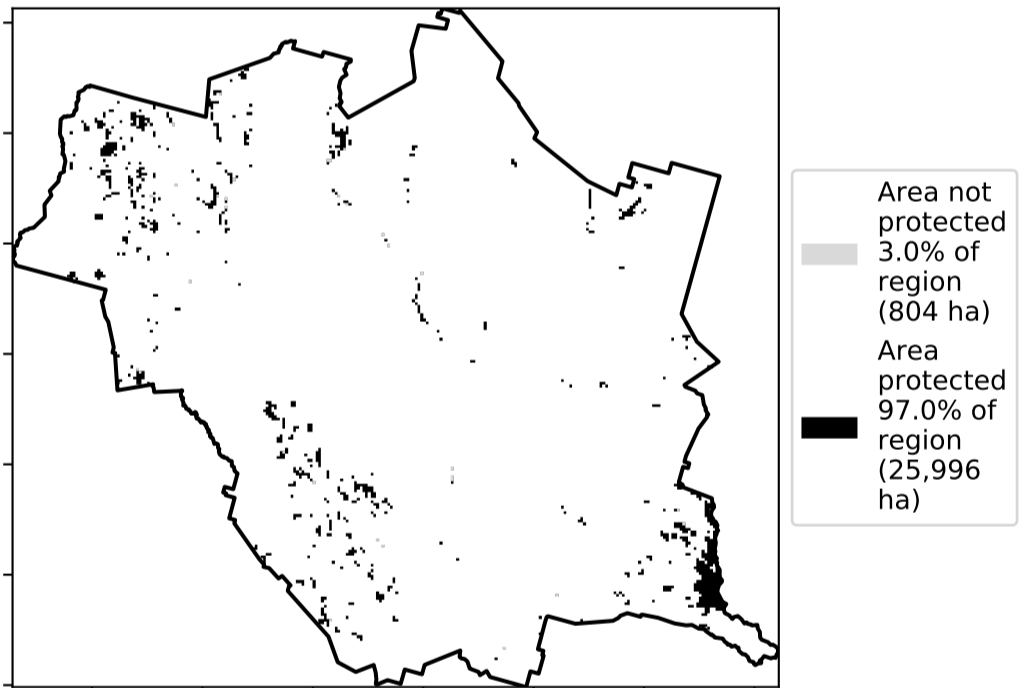 Area not
protected
3.0% of
region
(804 ha)
Area
protected
97.0% of
region
(25,996
ha)